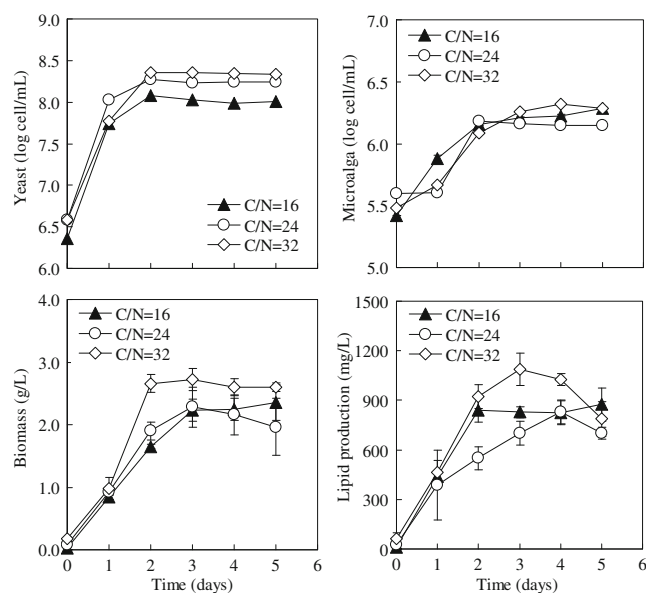 Yeast (log cell/mL)
8.5
9.0
8.0
7.5
7.0
6.5
6.0
C/N=16
C/N=24
C/N=32
Microalga (log cell/mL)
7.0
6.5
6.0
5.5
5.0
C/N=16
C/N=24
C/N=32
Biomass (g/L)
4.0
3.0
2.0
1.0
0.0
C/N=16
C/N=24
C/N=32
0 1 2 3 4 5 6
Time (days)
Lipid production (mg/L)
1500
1200
900
600
300
0
C/N=16
C/N=24
C/N=32
0 1 2 3 4 5 6
Time (days)